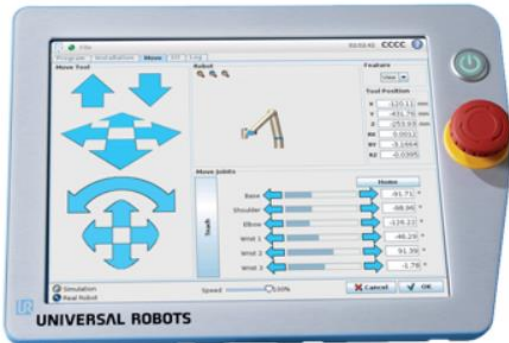 File
CCCC
Program Installation Move I/O Log
Move Tool
Robot
Feature
View
Tool Position
X -120.11 mm
Y -431.76 mm
Z -253.93 mm
RX 0.0012
RY -3.1664
RZ -0.0395
Move Joints
Home
Teach
Base -91.71 °
Shoulder -98.96 °
Elbow -126.22 °
Wrist 1 -46.29 °
Wrist 2 91.39 °
Wrist 3 -1.78 °
Simulation
Real Robot
Speed 100%
Cancel
OK
UR
UNIVERSAL ROBOTS